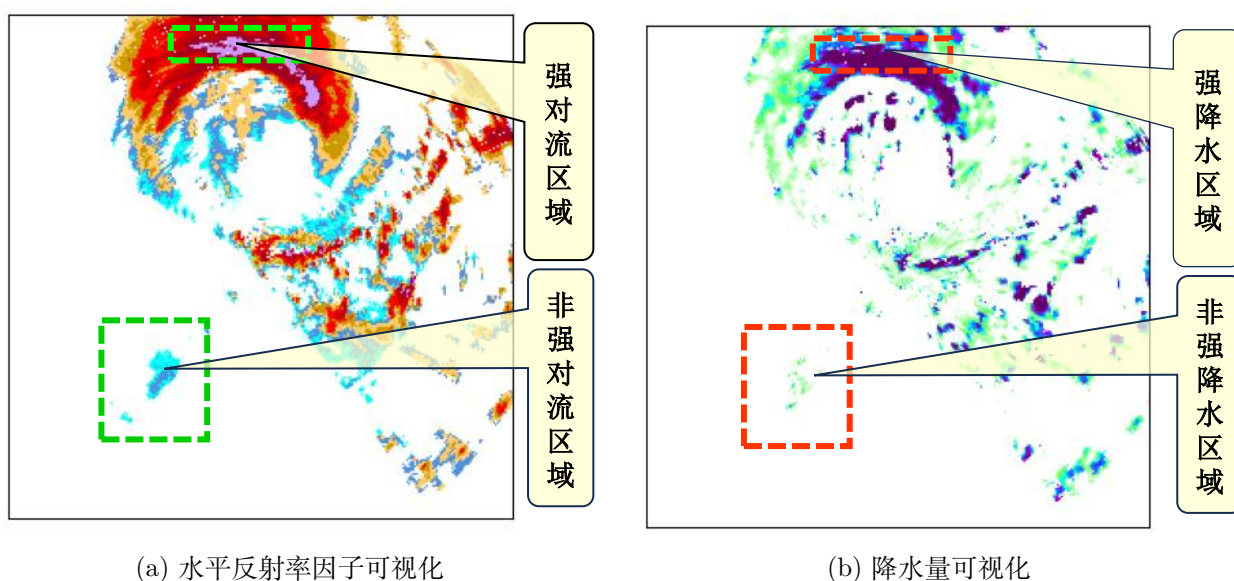 强对流区域
非强对流区域
强降水区域
非强降水区域
(a) 水平反射率因子可视化
(b) 降水量可视化